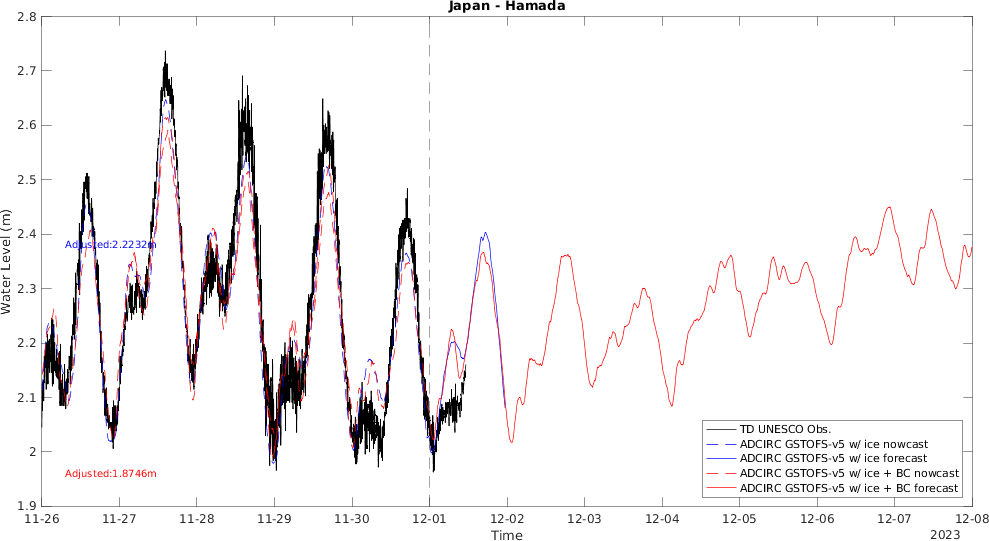 Japan - Hamada
2.8
2.7
2.6
2.5
2.4
2.3
2.2
2.1
2
1.9
Water Level (m)
Adjusted:2.2232m
Adjusted:1.8746m
TD UNESCO Obs.
ADCIRC GSTOFS-v5 w/ ice nowcast
ADCIRC GSTOFS-v5 w/ ice forecast
ADCIRC GSTOFS-v5 w/ ice + BC nowcast
ADCIRC GSTOFS-v5 w/ ice + BC forecast
11-26 11-27 11-28 11-29 11-30 12-01 12-02 12-03 12-04 12-05 12-06 12-07 12-08
Time
2023